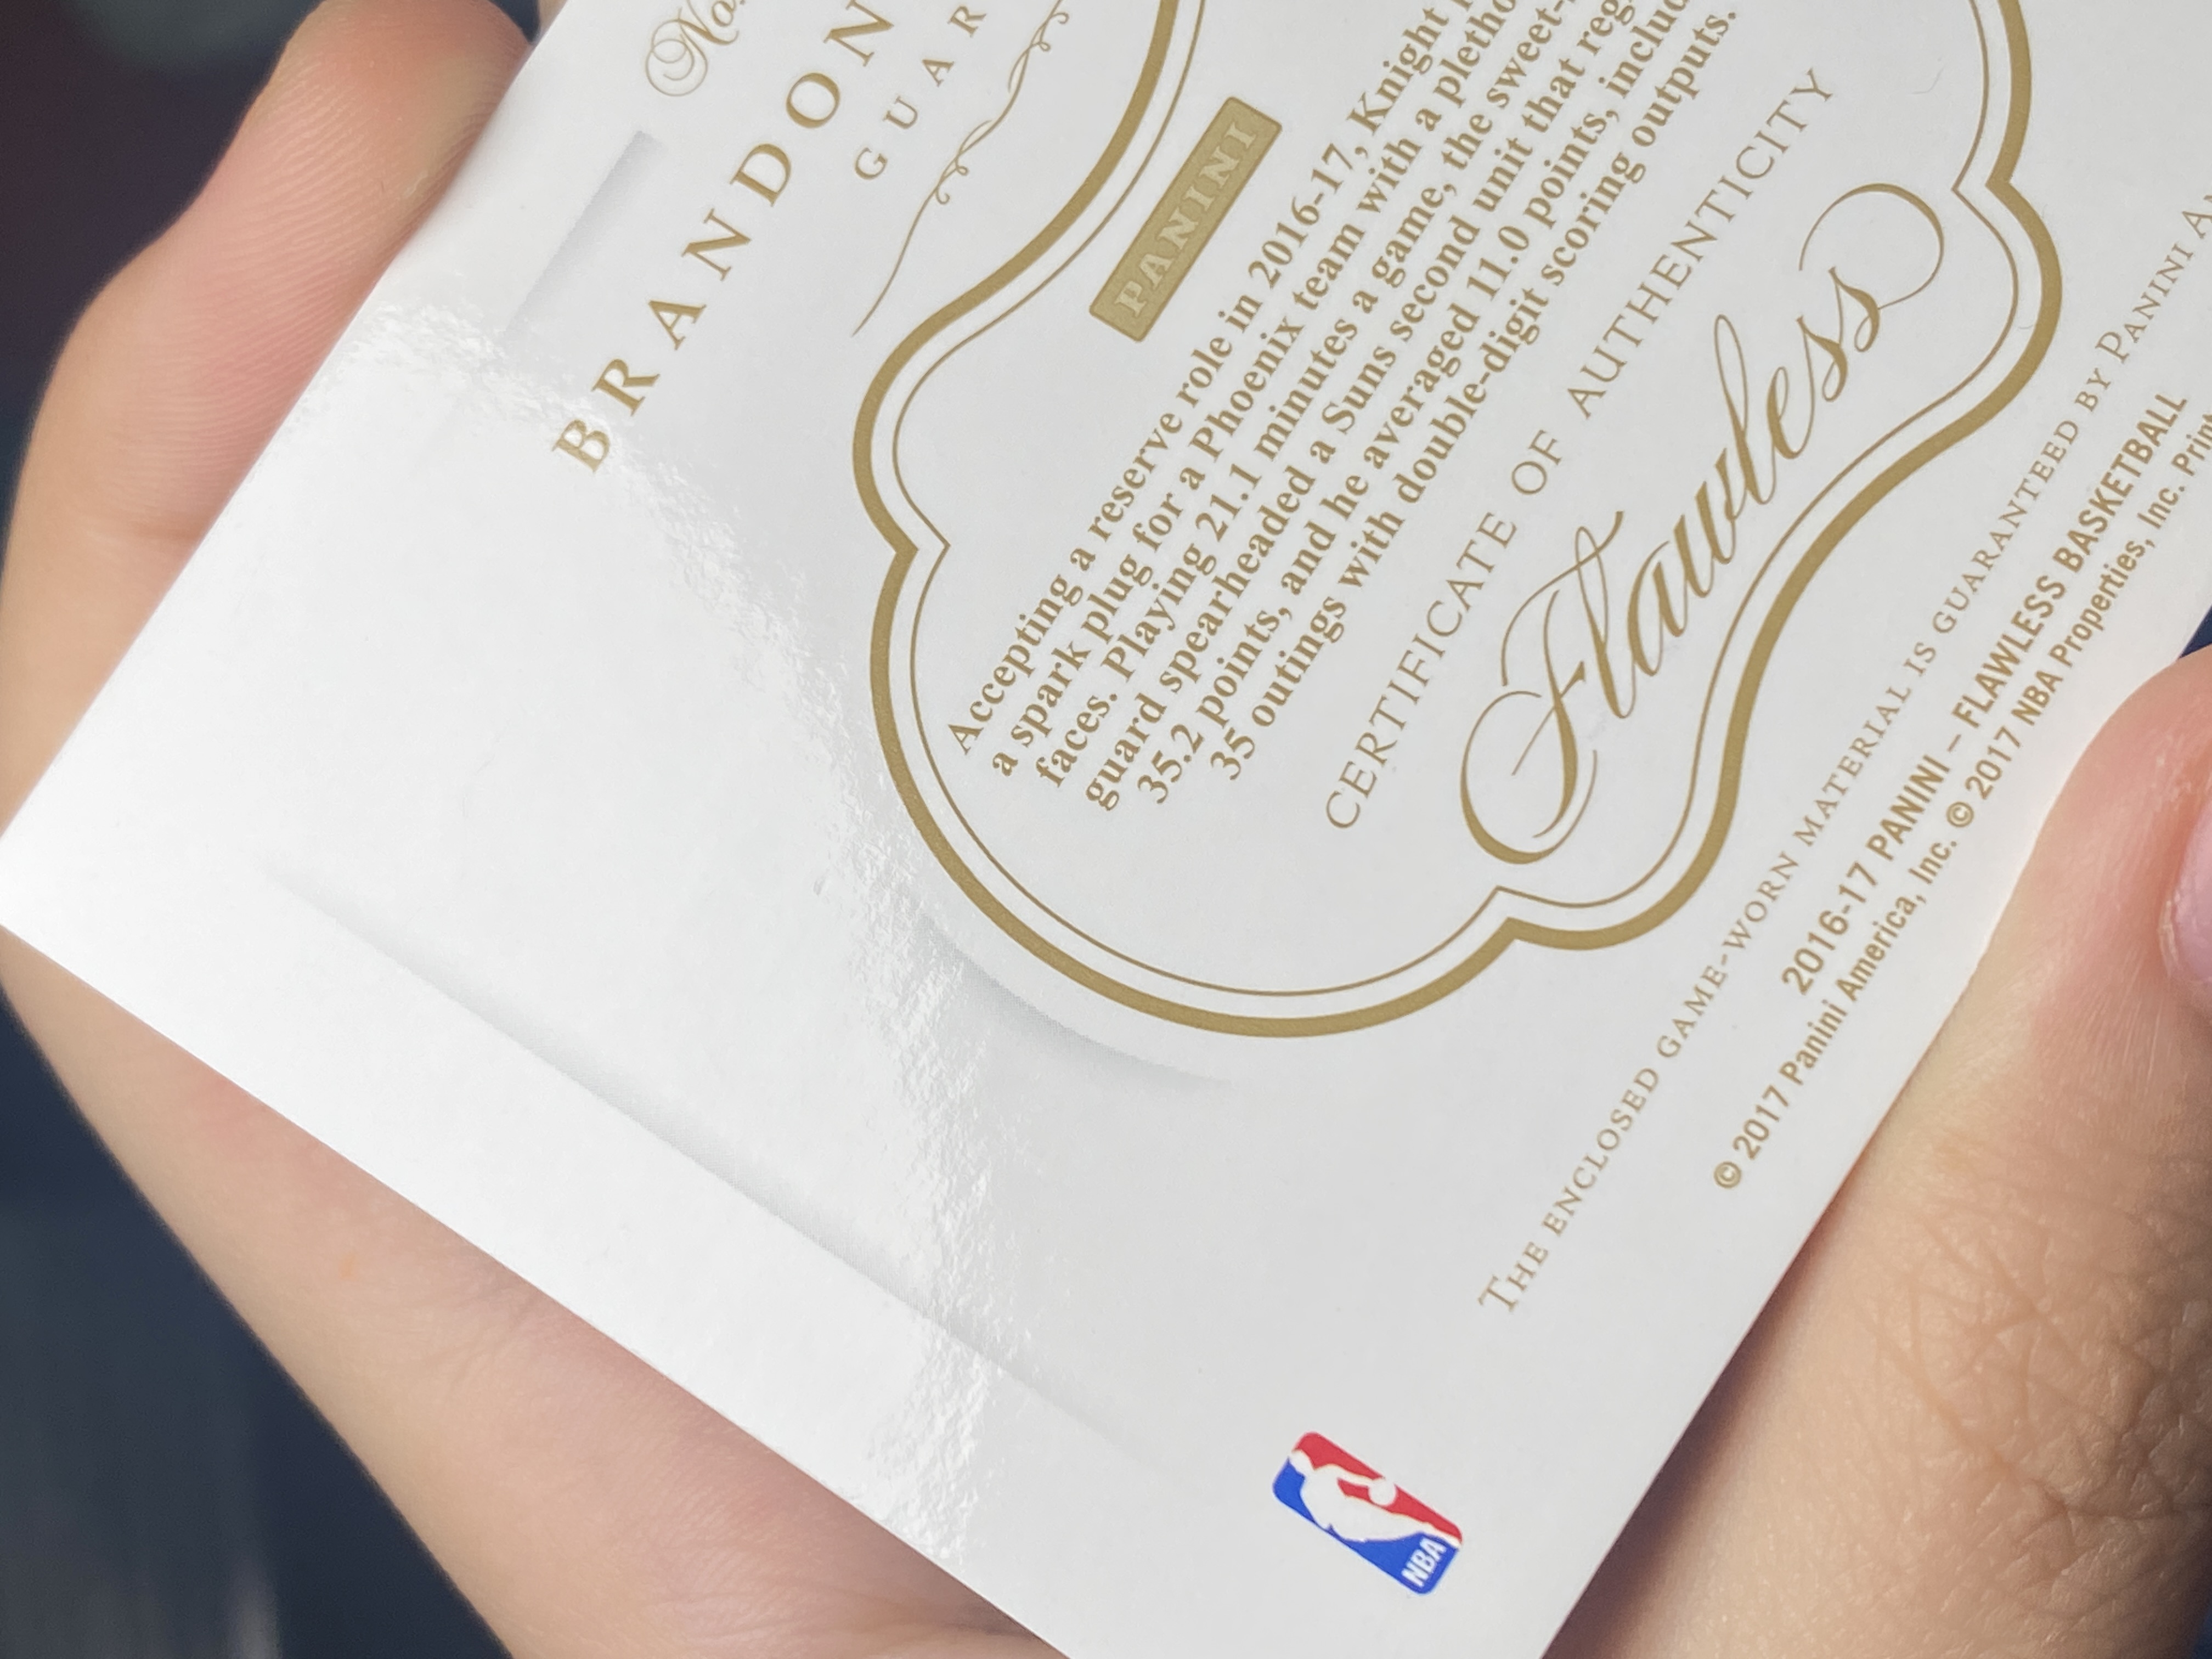 BRANDON
GUAR
PANINI
Accepting a reserve role in 2016-17, Knight
a spark plug for a Phoenix team with a pletho
faces. Playing 21.1 minutes a game, the sweet-
guard spearheaded a Suns second unit that reg
35.2 points, and he averaged 11.0 points, includ
35 outings with double-digit scoring outputs.
CERTIFICATE OF AUTHENTICITY
Flawless
THE ENCLOSED GAME-WORN MATERIAL IS GUARANTEED BY PANINI A
2016-17 PANINI – FLAWLESS BASKETBALL
© 2017 Panini America, Inc. © 2017 NBA Properties, Inc. Print
NBA